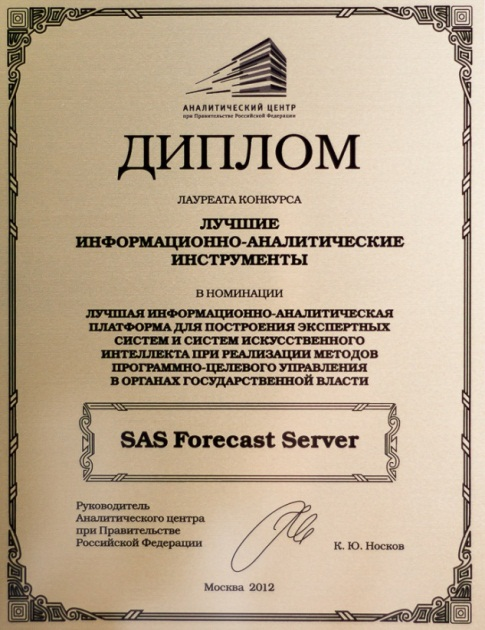 АНАЛИТИЧЕСКИЙ ЦЕНТР
при Правительстве Российской Федерации
ДИПЛОМ
ЛАУРЕАТА КОНКУРСА
ЛУЧШИЕ
ИНФОРМАЦИОННО-АНАЛИТИЧЕСКИЕ
ИНСТРУМЕНТЫ
В НОМИНАЦИИ
ЛУЧШАЯ ИНФОРМАЦИОННО-АНАЛИТИЧЕСКАЯ
ПЛАТФОРМА ДЛЯ ПОСТРОЕНИЯ ЭКСПЕРТНЫХ
СИСТЕМ И СИСТЕМ ИСКУССТВЕННОГО
ИНТЕЛЛЕКТА ПРИ РЕАЛИЗАЦИИ МЕТОДОВ
ПРОГРАММНО-ЦЕЛЕВОГО УПРАВЛЕНИЯ
В ОРГАНАХ ГОСУДАРСТВЕННОЙ ВЛАСТИ
SAS Forecast Server
Руководитель
Аналитического центра
при Правительстве
Российской Федерации
К. Ю. Носков
Москва 2012